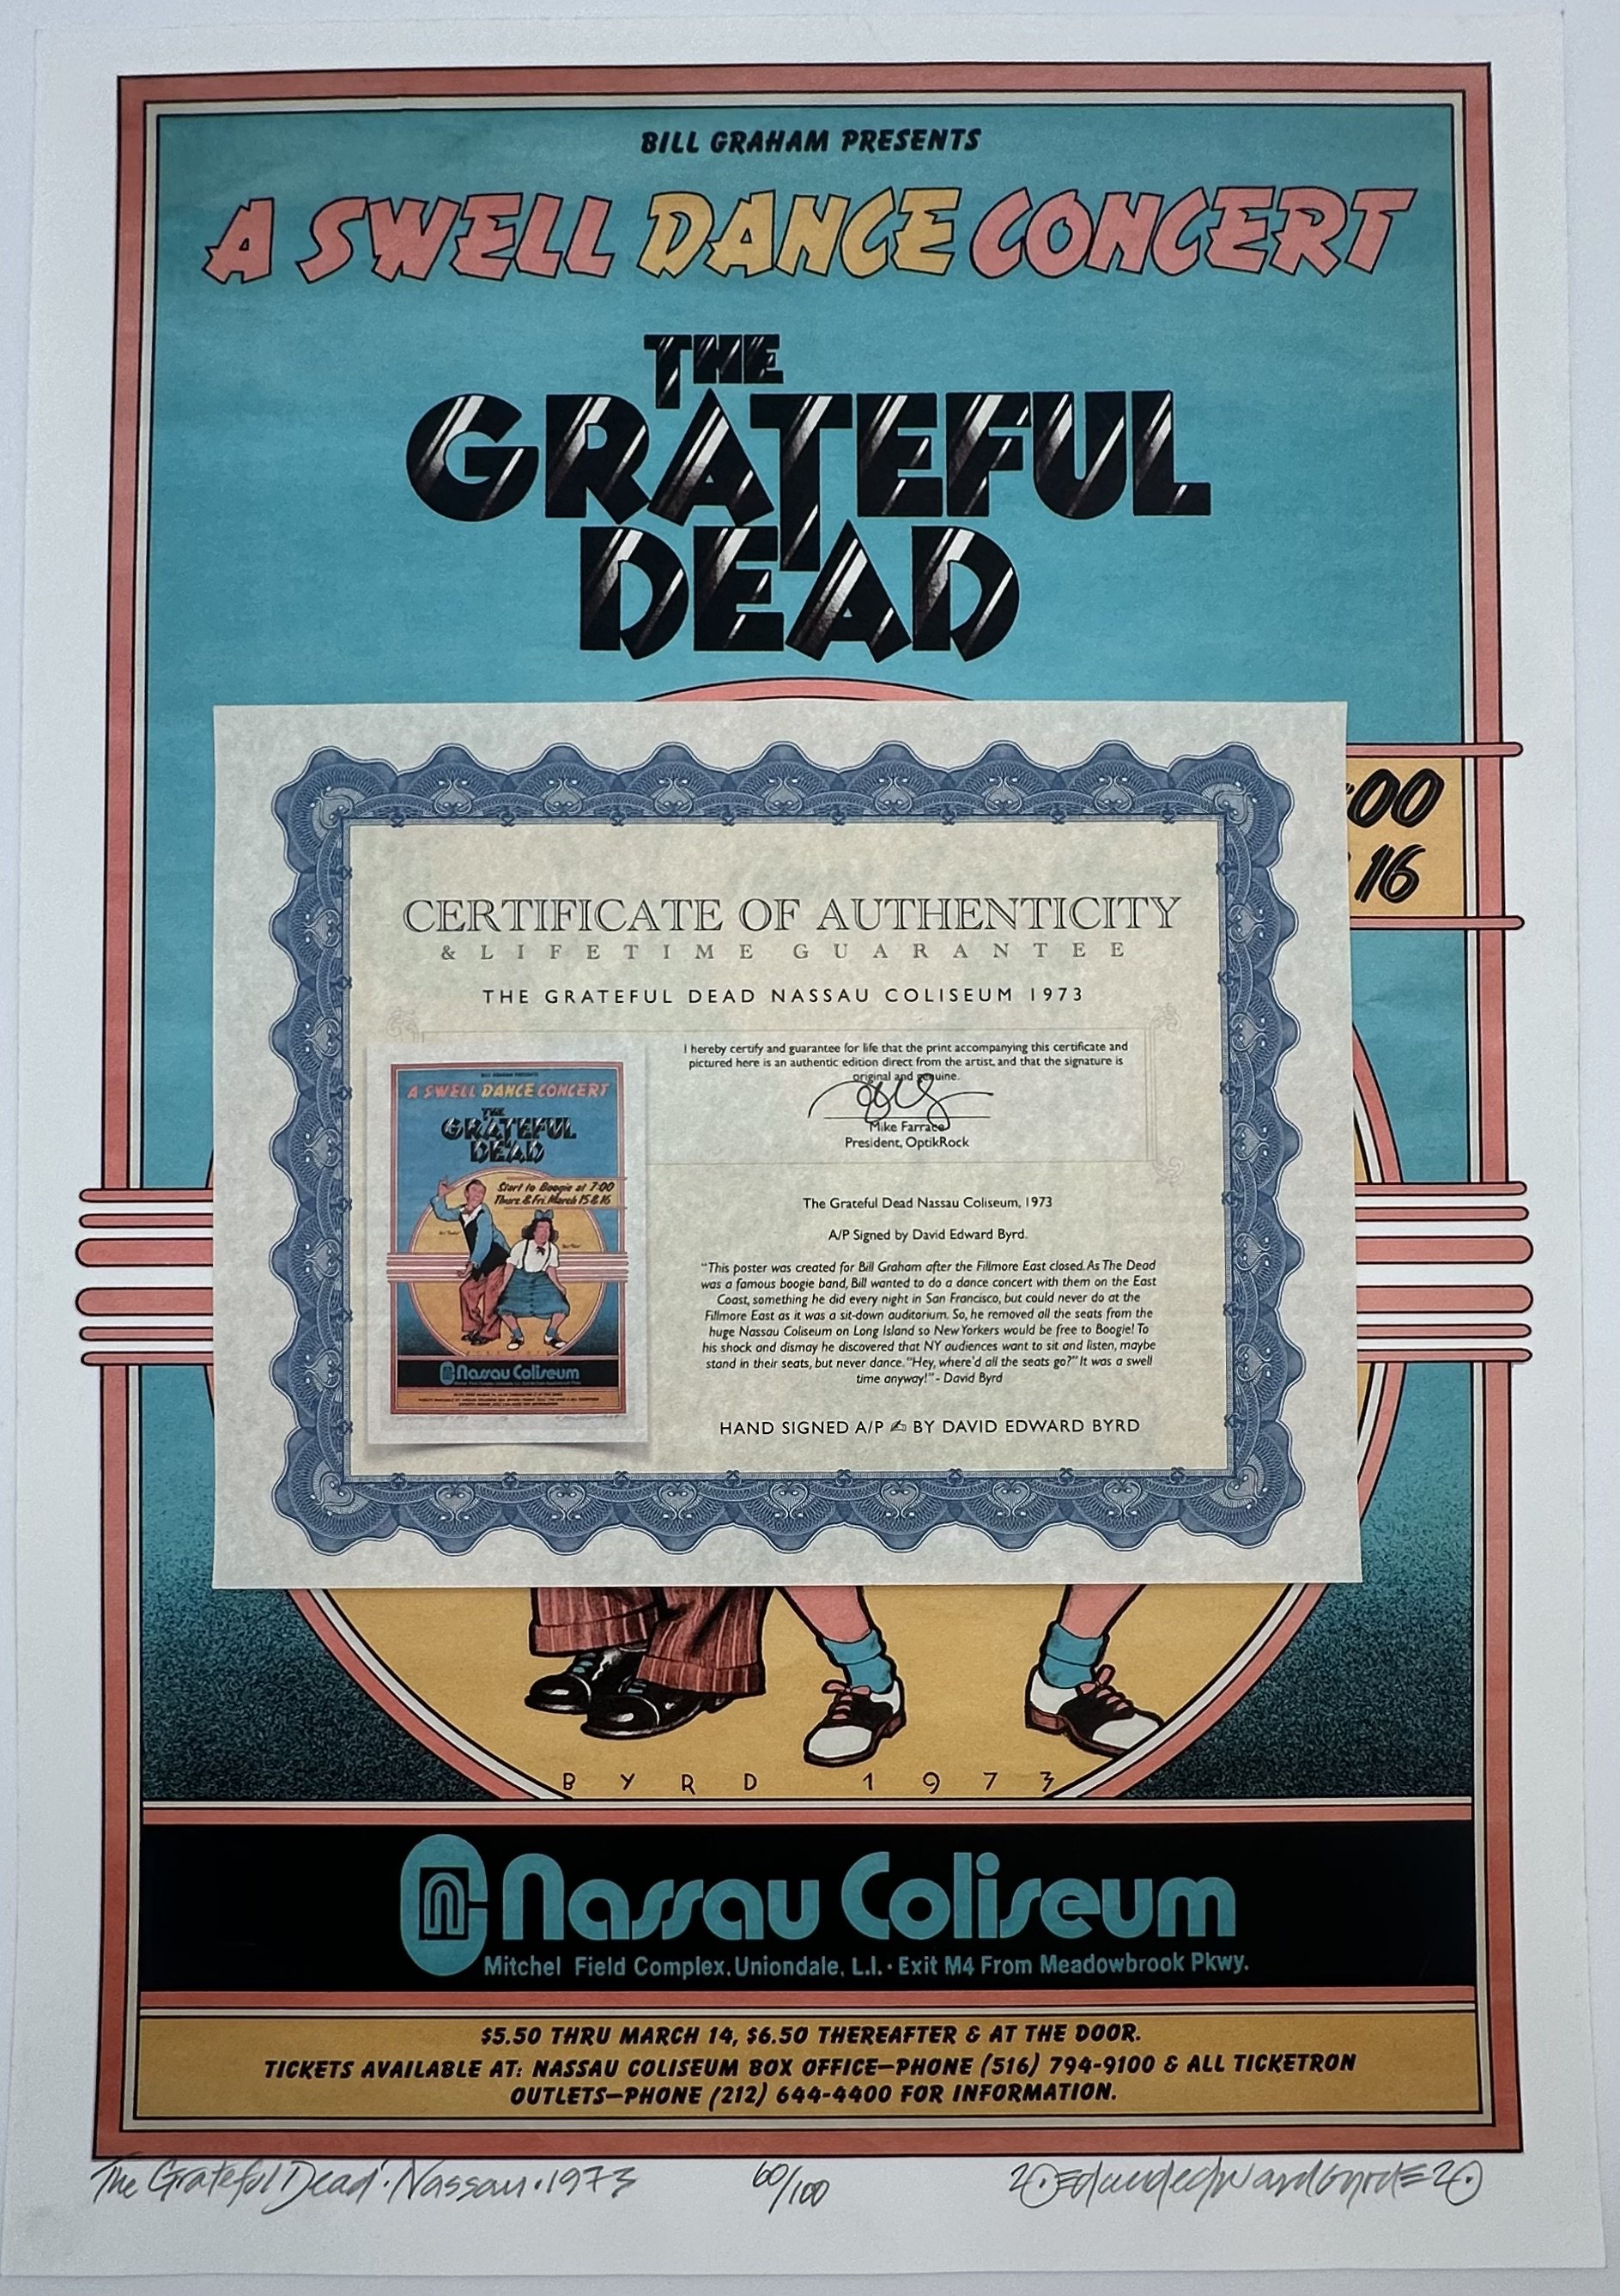 BILL GRAHAM PRESENTS
A SWELL DANCE CONCERT
THE
GRATEFUL
DEAD
:00
16
CERTIFICATE OF AUTHENTICITY
& LIFETIME GUARANTEE
THE GRATEFUL DEAD NASSAU COLISEUM 1973
I hereby certify and guarantee for life that the print accompanying this certificate and
pictured here is an authentic edition direct from the artist, and that the signature is
original and genuine.
Mike Farrace
President, OptikRock
BILL GRAHAM PRESENTS
A SWELL DANCE CONCERT
THE
GRATEFUL
DEAD
Start to Boogie at 7:00
Thurs. & Fri. March 15 & 16
Nassau Coliseum
The Grateful Dead Nassau Coliseum, 1973
A/P Signed by David Edward Byrd.
"This poster was created for Bill Graham after the Fillmore East closed. As The Dead
was a famous boogie band, Bill wanted to do a dance concert with them on the East
Coast, something he did every night in San Francisco, but could never do at the
Fillmore East as it was a sit-down auditorium. So, he removed all the seats from the
huge Nassau Coliseum on Long Island so New Yorkers would be free to Boogie! To
his shock and dismay he discovered that NY audiences want to sit and listen, maybe
stand in their seats, but never dance. "Hey, where'd all the seats go?" It was a swell
time anyway!" - David Byrd
HAND SIGNED A/P ✍ BY DAVID EDWARD BYRD
BYRD 1973
Nassau Coliseum
Mitchel Field Complex, Uniondale, L.I. • Exit M4 From Meadowbrook Pkwy.
$5.50 THRU MARCH 14, $6.50 THEREAFTER & AT THE DOOR.
TICKETS AVAILABLE AT: NASSAU COLISEUM BOX OFFICE—PHONE (516) 794-9100 & ALL TICKETRON
OUTLETS—PHONE (212) 644-4400 FOR INFORMATION.
'The Grateful Dead' · Nassau · 1973
60/100